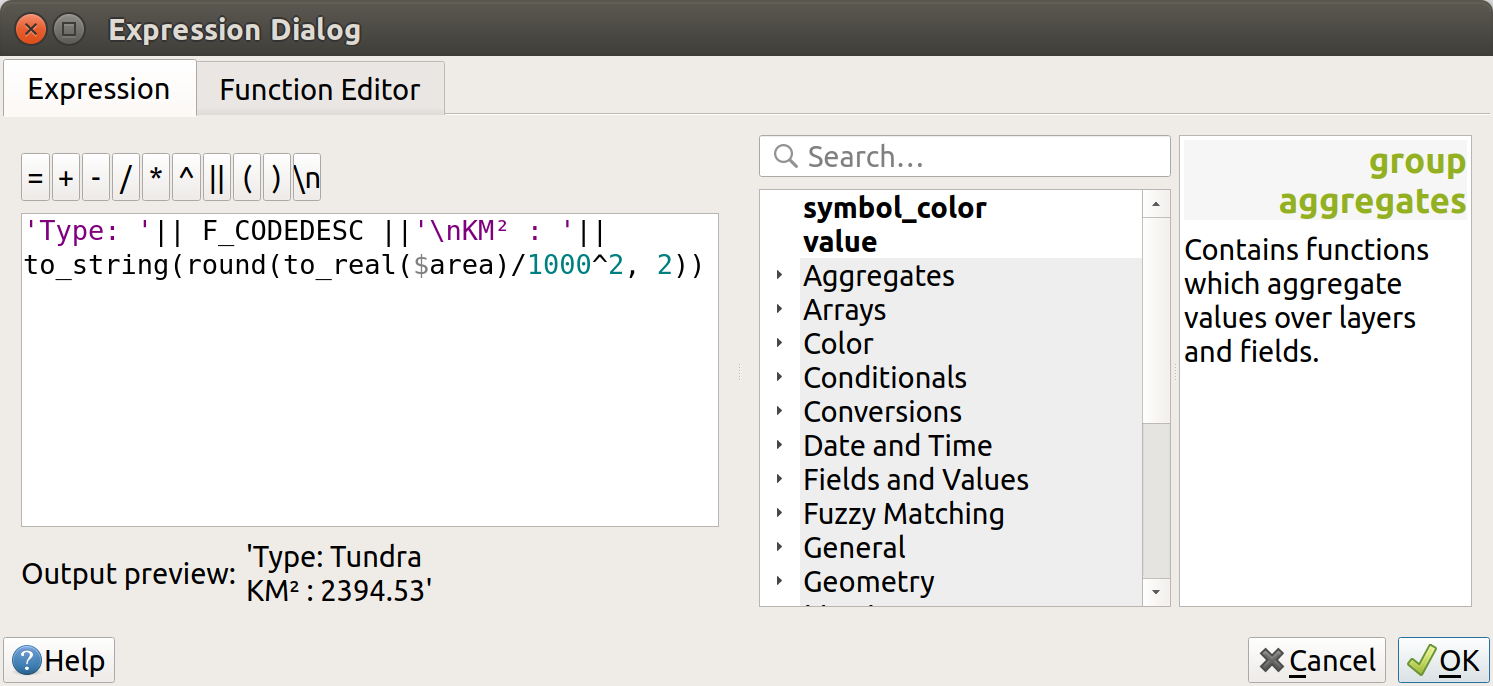 Expression Dialog
Expression
Function Editor
= + - / * ^ || ( ) \n
'Type: '|| F_CODEDESC ||'\nKM² : '||
to_string(round(to_real($area)/1000^2, 2))
Output preview:
'Type: Tundra
KM² : 2394.53'
Search…
symbol_color
value
Aggregates
Arrays
Color
Conditionals
Conversions
Date and Time
Fields and Values
Fuzzy Matching
General
Geometry
group
aggregates
Contains functions
which aggregate
values over layers
and fields.
Help
Cancel
OK